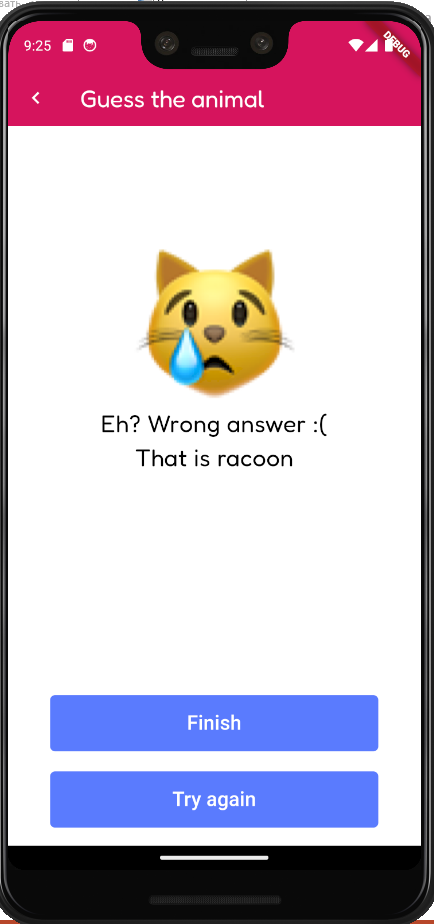 9:25
DEBUG
Guess the animal
Eh? Wrong answer :(
That is racoon
Finish
Try again